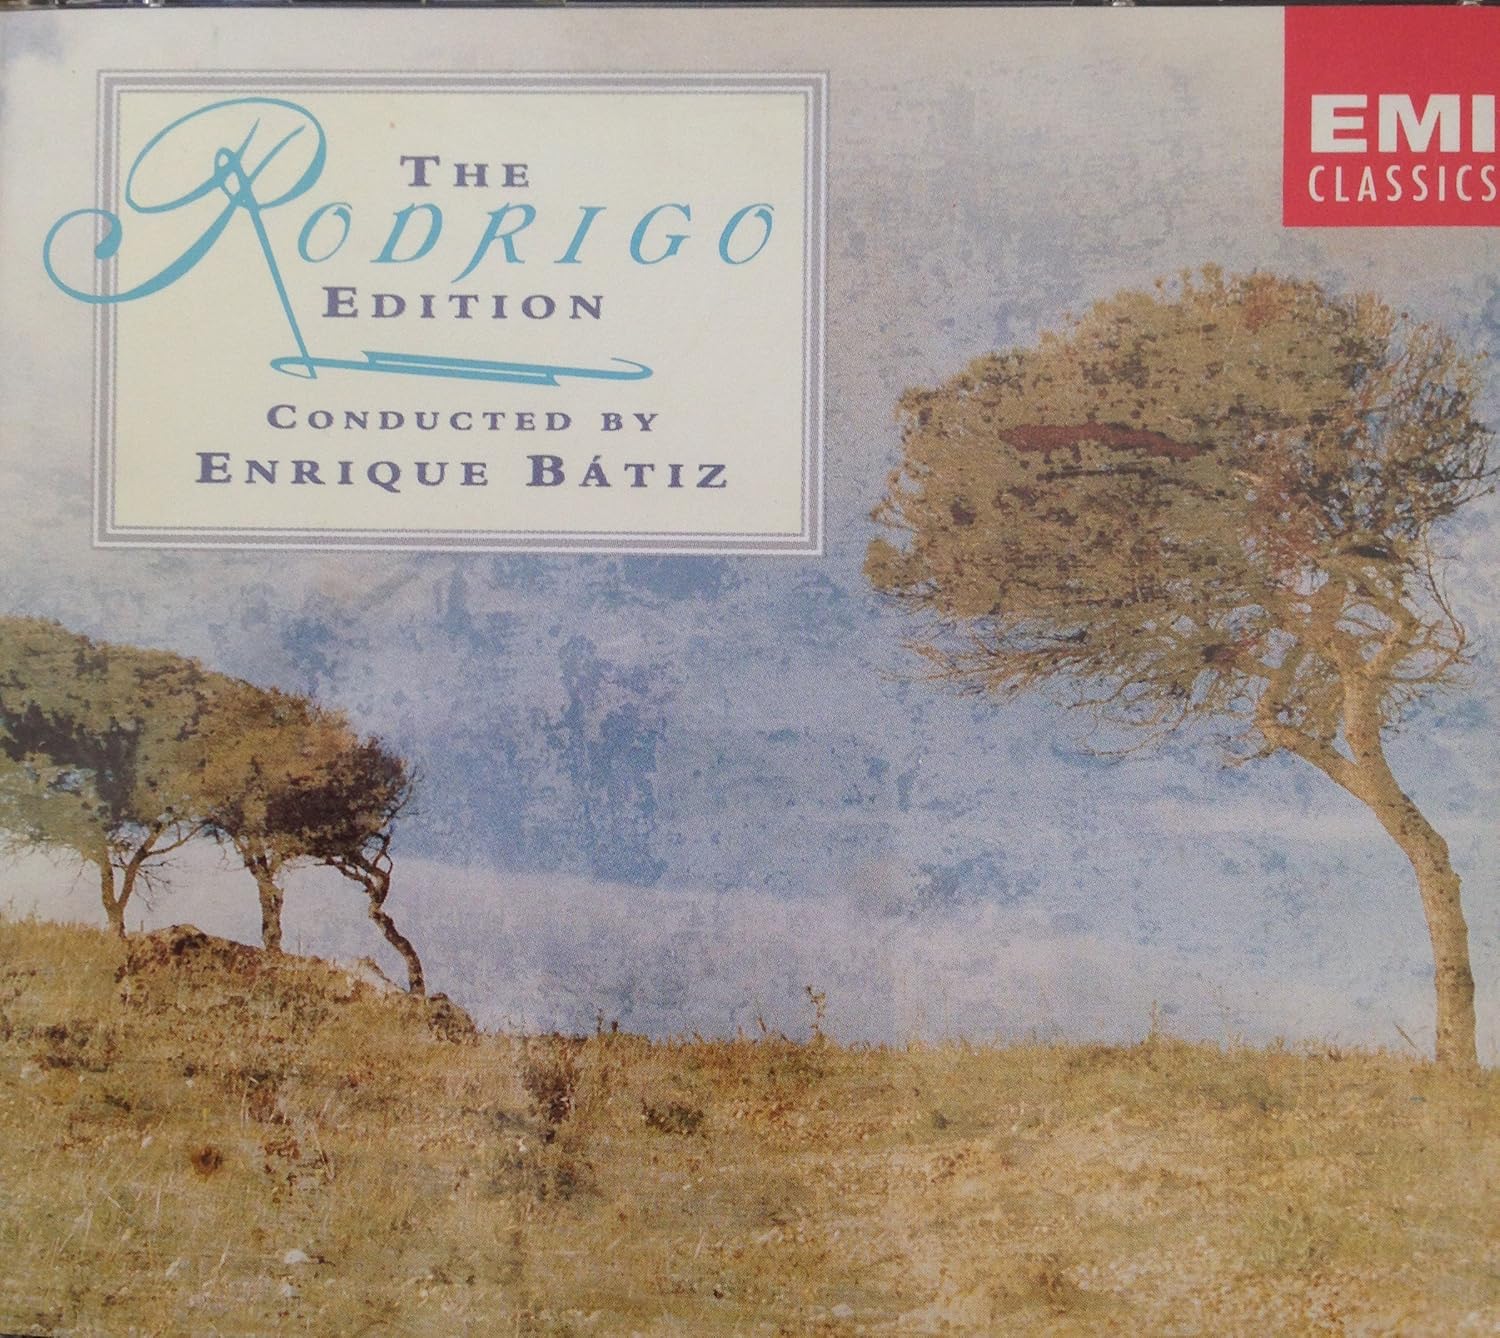 THE
RODRIGO
EDITION
CONDUCTED BY
ENRIQUE BÁTIZ
EMI
CLASSICS